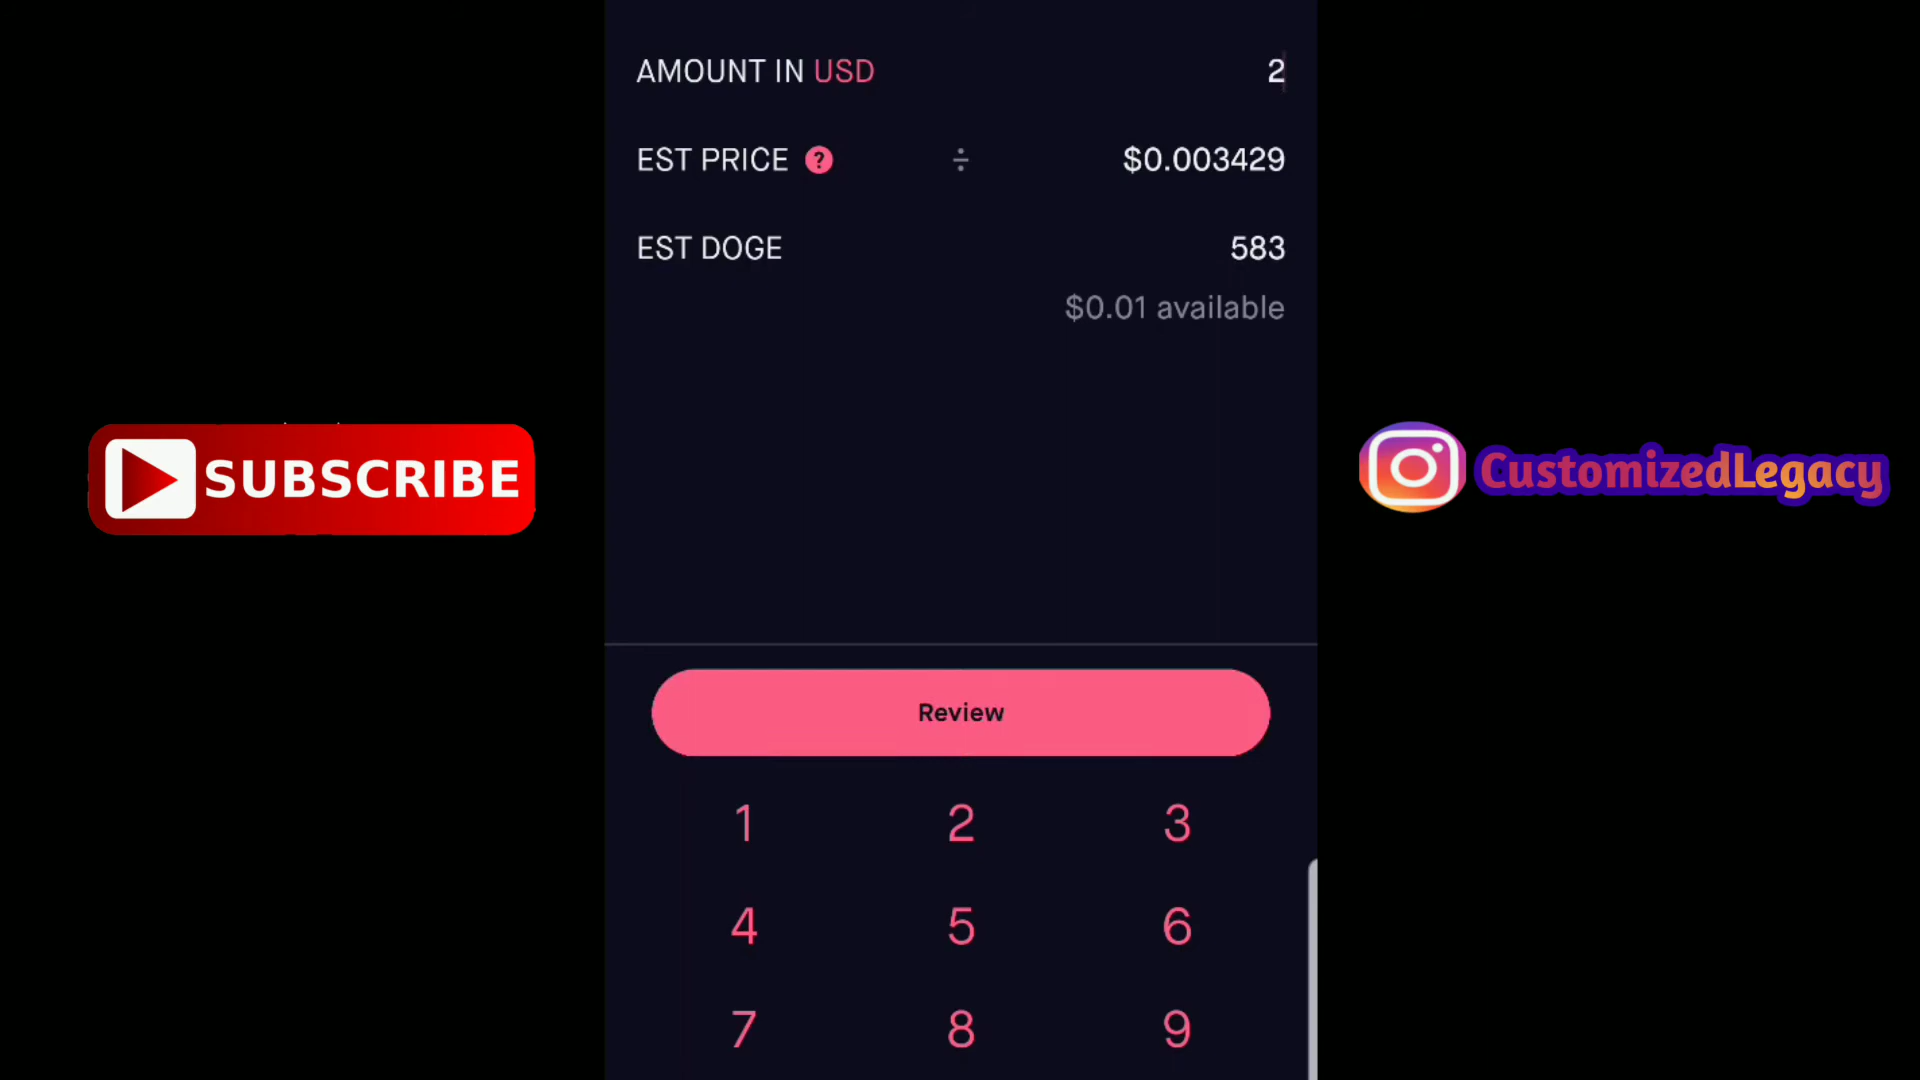 AMOUNT IN USD 2
EST PRICE ? ÷ $0.003429
EST DOGE 583
$0.01 available
SUBSCRIBE
CustomizedLegacy
Review
1 2 3
4 5 6
7 8 9